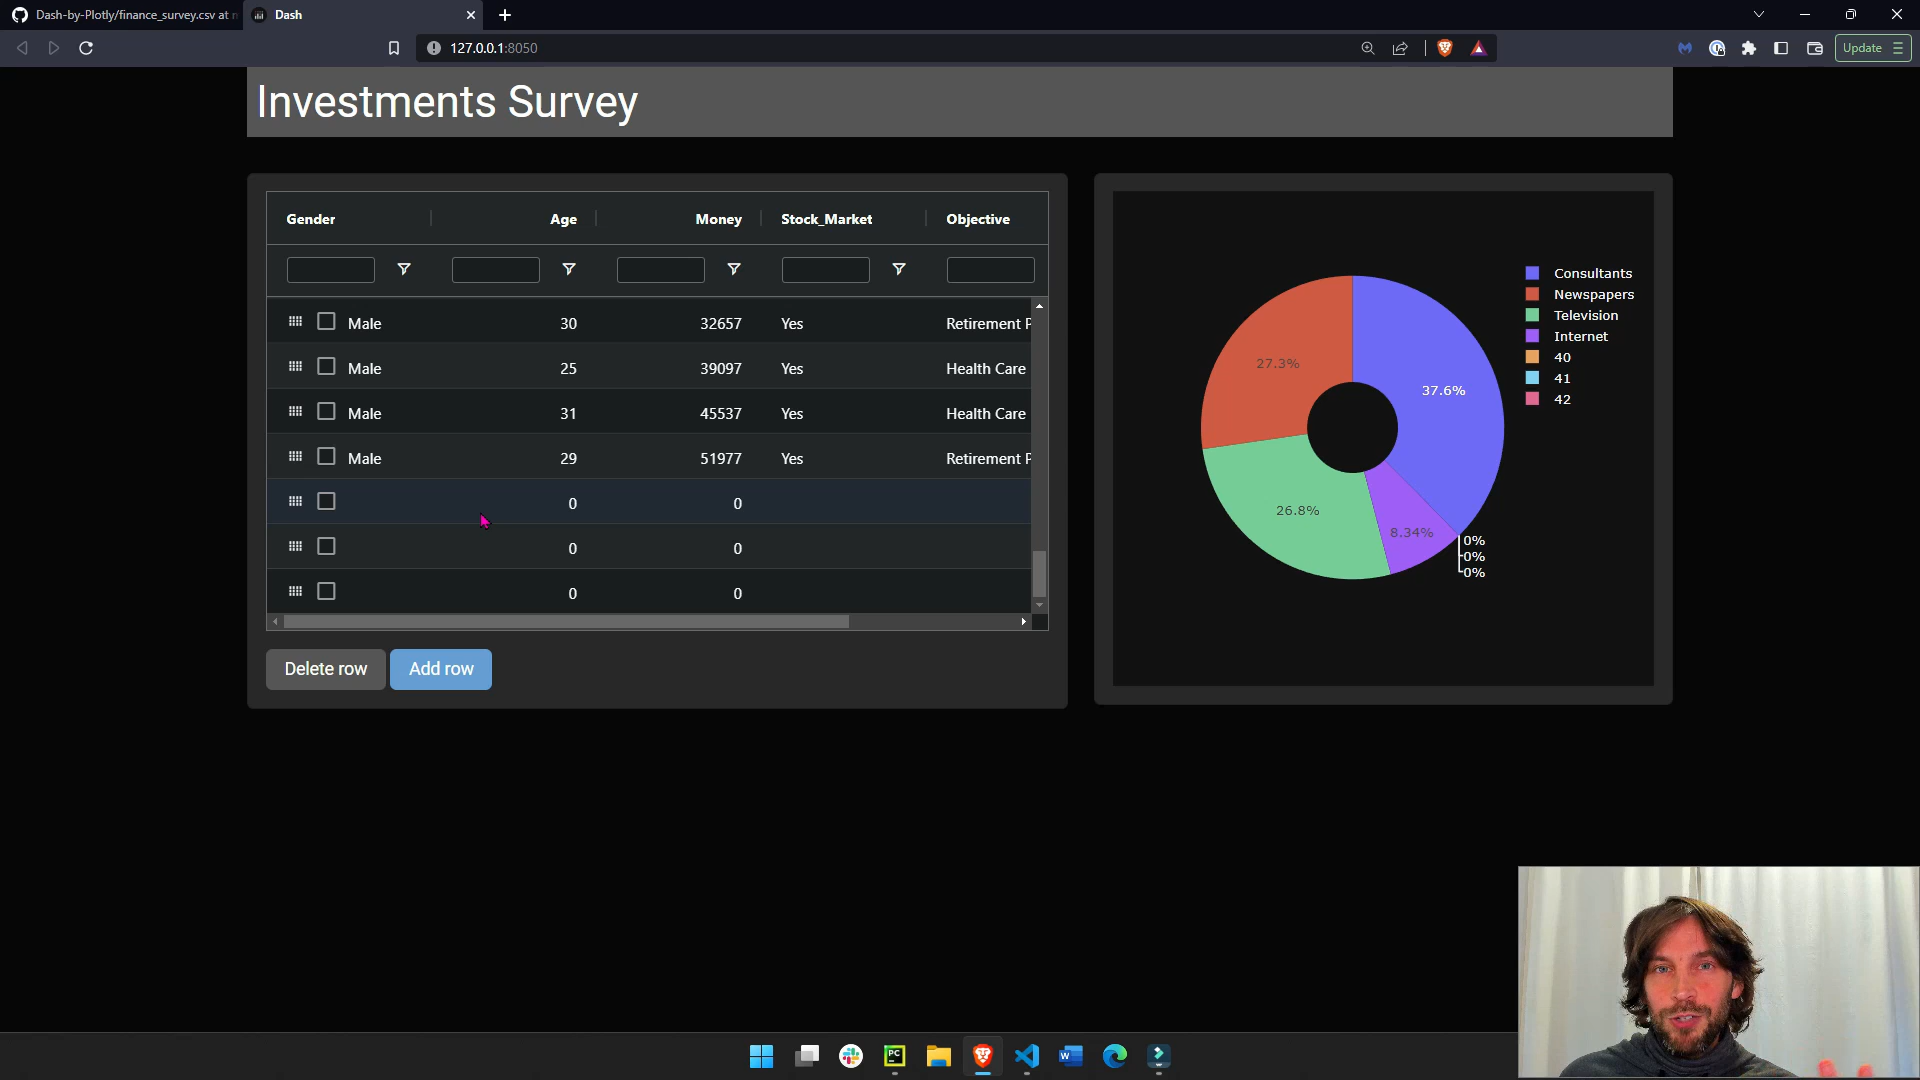 Dash-by-Plotly/finance_survey.csv at
Dash
127.0.0.1:8050
Update
Investments Survey
Gender Age Money Stock_Market Objective
Male 30 32657 Yes Retirement
Male 25 39097 Yes Health Care
Male 31 45537 Yes Health Care
Male 29 51977 Yes Retirement
0 0
0 0
0 0
Delete row Add row
Consultants
Newspapers
Television
Internet
40
41
42
27.3%
37.6%
26.8%
8.34%
0%
0%
0%
PC
W